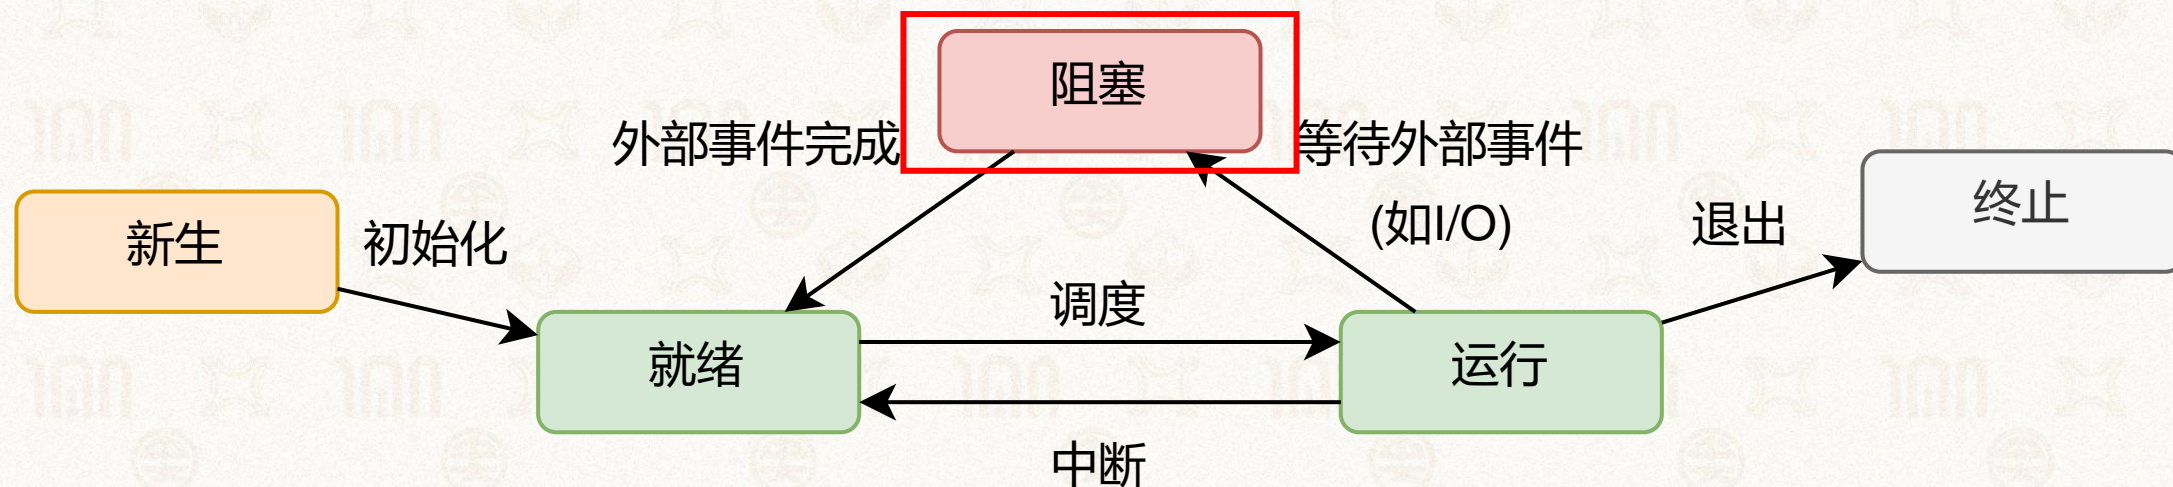 阻塞
外部事件完成
等待外部事件
(如I/O)
退出
终止
新生
初始化
调度
就绪
运行
中断